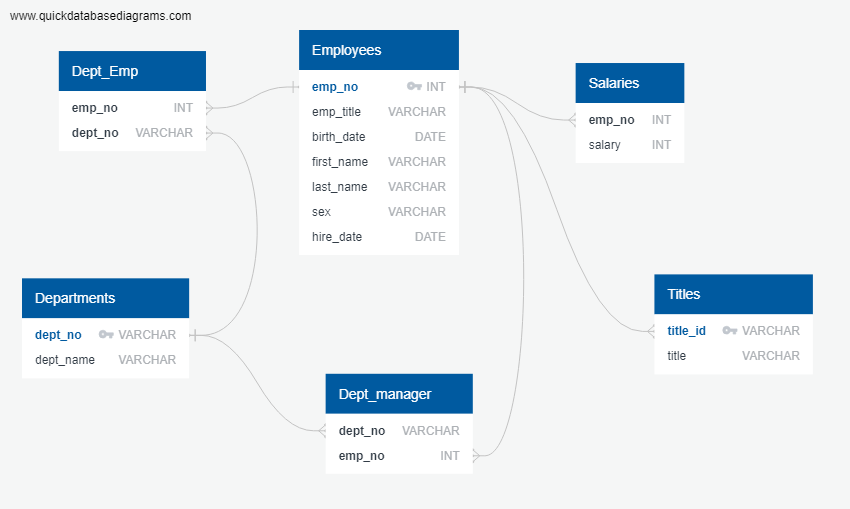 www.quickdatabasediagrams.com
Dept_Emp
emp_no INT
dept_no VARCHAR
Employees
emp_no INT
emp_title VARCHAR
birth_date DATE
first_name VARCHAR
last_name VARCHAR
sex VARCHAR
hire_date DATE
Salaries
emp_no INT
salary INT
Departments
dept_no VARCHAR
dept_name VARCHAR
Titles
title_id VARCHAR
title VARCHAR
Dept_manager
dept_no VARCHAR
emp_no INT